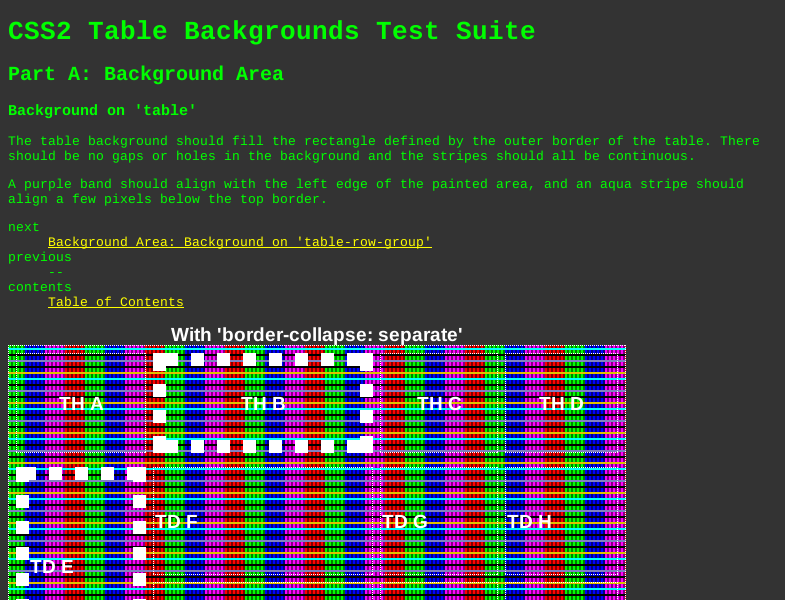 CSS2 Table Backgrounds Test Suite
Part A: Background Area
Background on 'table'
The table background should fill the rectangle defined by the outer border of the table. There
should be no gaps or holes in the background and the stripes should all be continuous.
A purple band should align with the left edge of the painted area, and an aqua stripe should
align a few pixels below the top border.
next
Background Area: Background on 'table-row-group'
previous
--
contents
Table of Contents
With 'border-collapse: separate'
TH A TH B TH C TH D
TD F TD G TD H
TD E